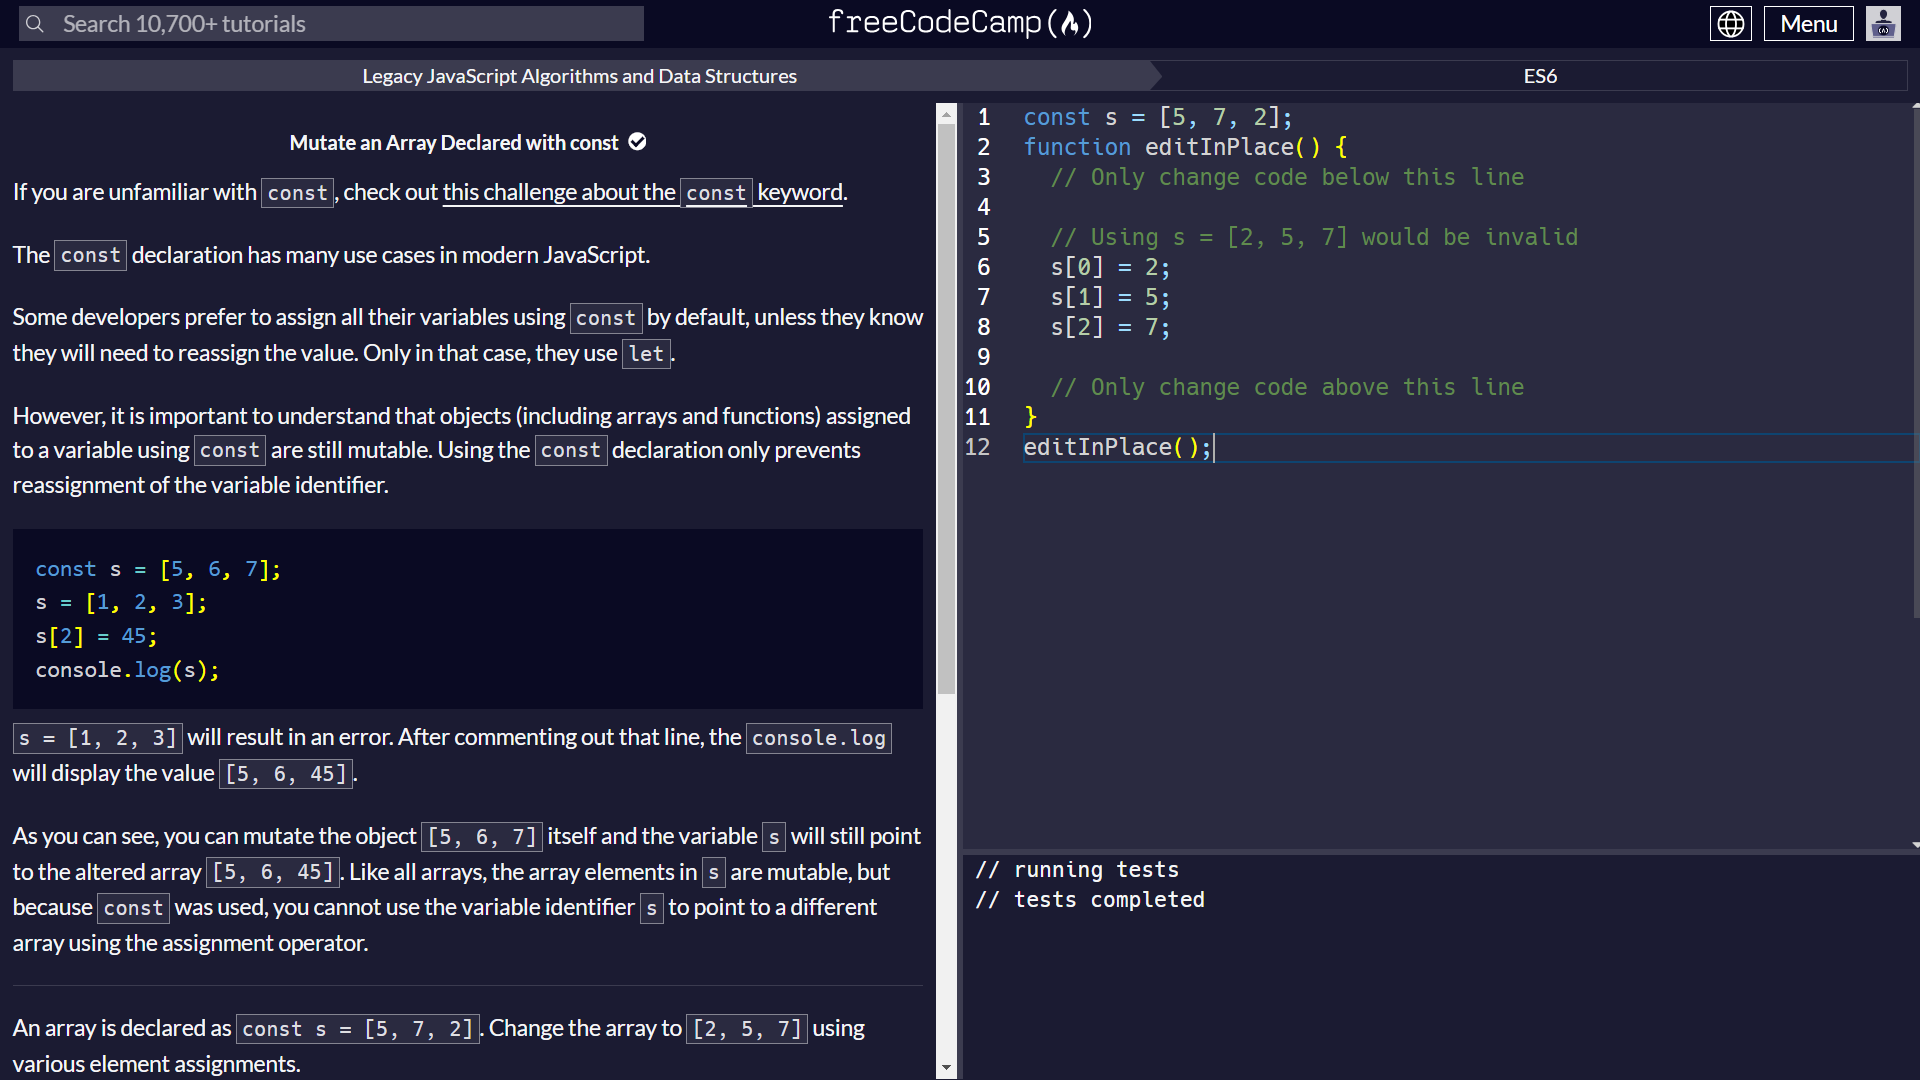 Search 10,700+ tutorials
freeCodeCamp
Menu
Legacy JavaScript Algorithms and Data Structures
ES6
Mutate an Array Declared with const
If you are unfamiliar with const, check out this challenge about the const keyword.
The const declaration has many use cases in modern JavaScript.
Some developers prefer to assign all their variables using const by default, unless they know
they will need to reassign the value. Only in that case, they use let.
However, it is important to understand that objects (including arrays and functions) assigned
to a variable using const are still mutable. Using the const declaration only prevents
reassignment of the variable identifier.
const s = [5, 6, 7];
s = [1, 2, 3];
s[2] = 45;
console.log(s);
s = [1, 2, 3] will result in an error. After commenting out that line, the console.log
will display the value [5, 6, 45].
As you can see, you can mutate the object [5, 6, 7] itself and the variable s will still point
to the altered array [5, 6, 45]. Like all arrays, the array elements in s are mutable, but
because const was used, you cannot use the variable identifier s to point to a different
array using the assignment operator.
An array is declared as const s = [5, 7, 2]. Change the array to [2, 5, 7] using
various element assignments.
1 const s = [5, 7, 2];
2 function editInPlace() {
3 // Only change code below this line
4
5 // Using s = [2, 5, 7] would be invalid
6 s[0] = 2;
7 s[1] = 5;
8 s[2] = 7;
9
10 // Only change code above this line
11 }
12 editInPlace();
// running tests
// tests completed